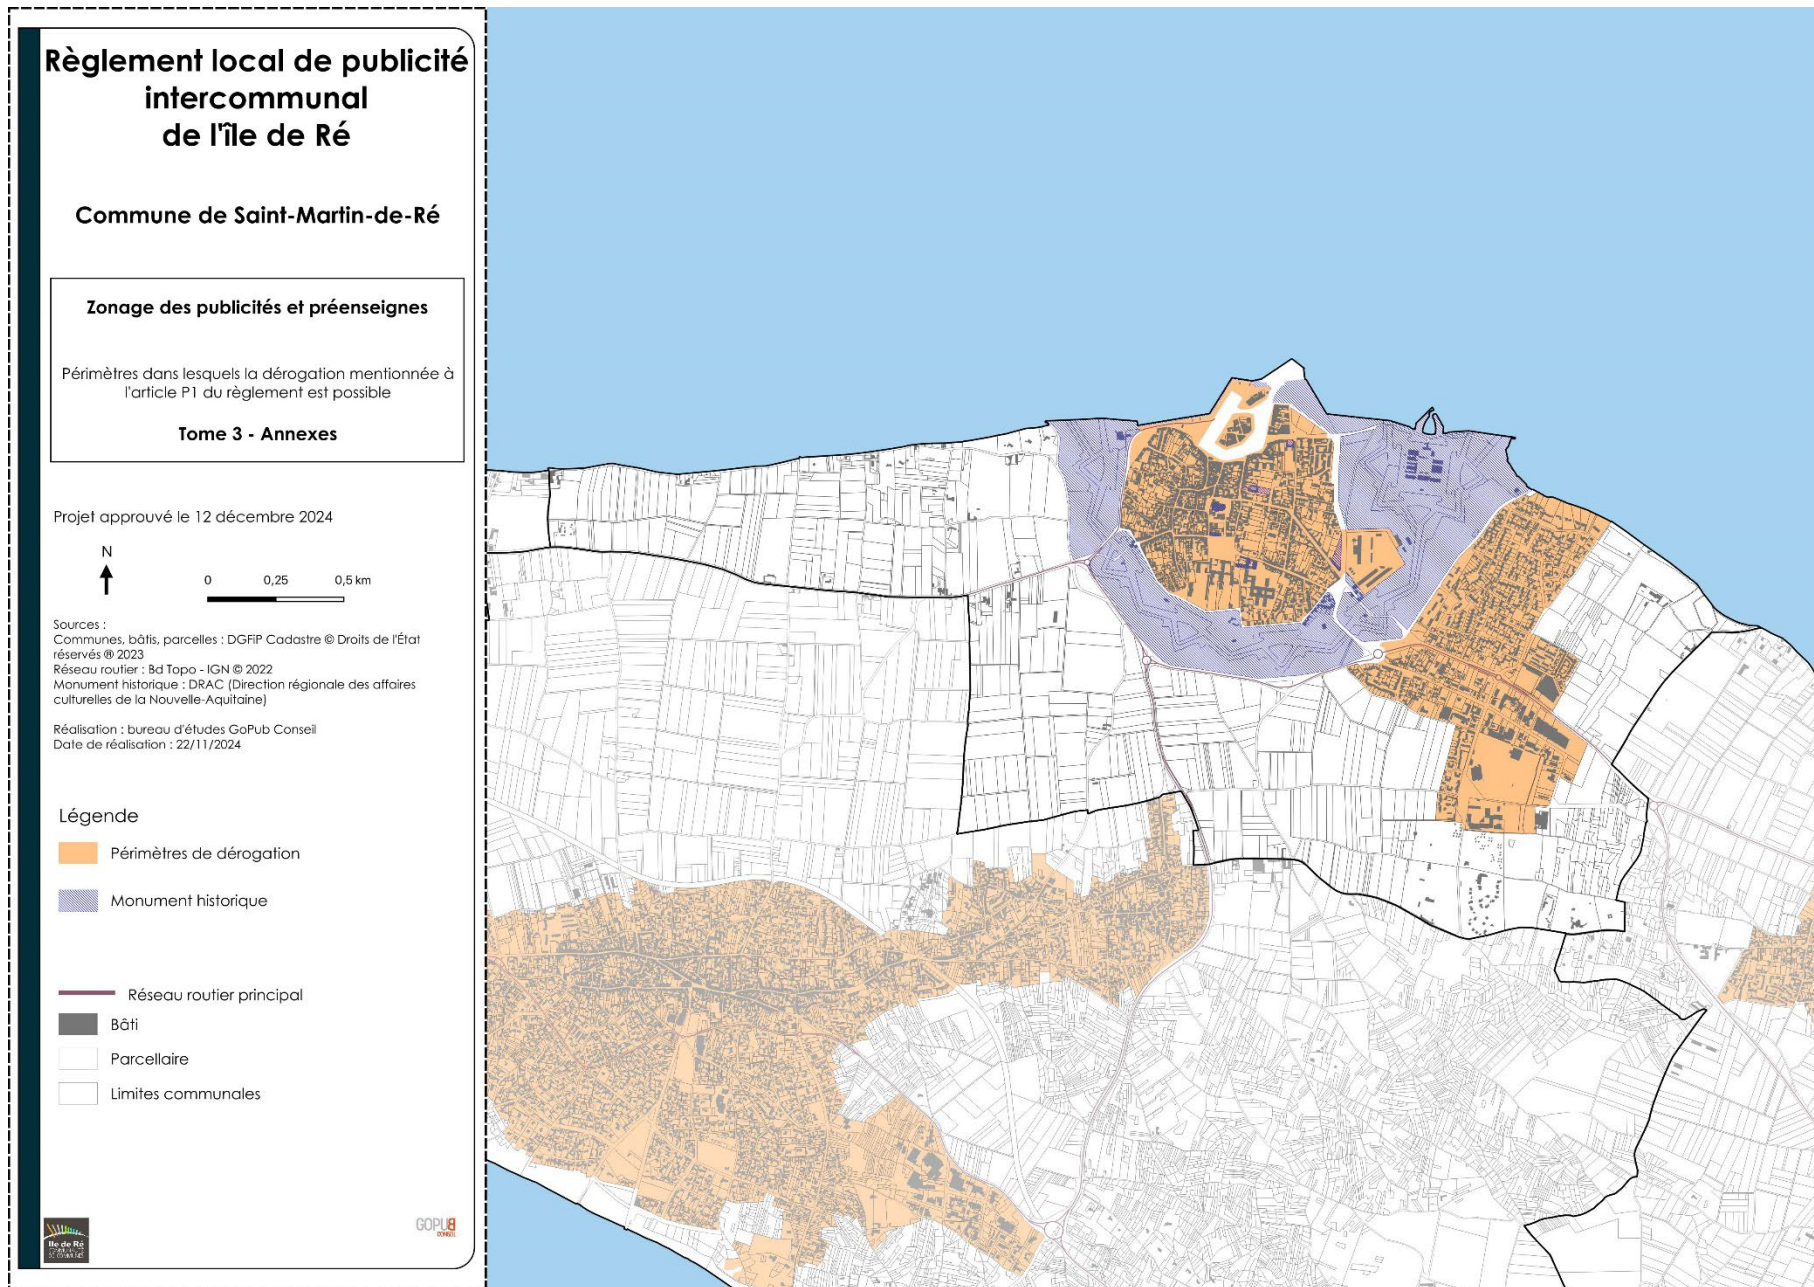 Règlement local de publicité
intercommunal
de l'île de Ré
Commune de Saint-Martin-de-Ré
Zonage des publicités et préenseignes
Périmètres dans lesquels la dérogation mentionnée à
l'article P1 du règlement est possible
Tome 3 - Annexes
Projet approuvé le 12 décembre 2024
N
0 0,25 0,5 km
Sources :
Communes, bâtis, parcelles : DGFiP Cadastre © Droits de l'État
réservés ® 2023
Réseau routier : Bd Topo - IGN © 2022
Monument historique : DRAC (Direction régionale des affaires
culturelles de la Nouvelle-Aquitaine)
Réalisation : bureau d'études GoPub Conseil
Date de réalisation : 22/11/2024
Légende
Périmètres de dérogation
Monument historique
Réseau routier principal
Bâti
Parcellaire
Limites communales
Ile de Ré
COMMUNAUTÉ
DE COMMUNES
GOPUB
CONSEIL